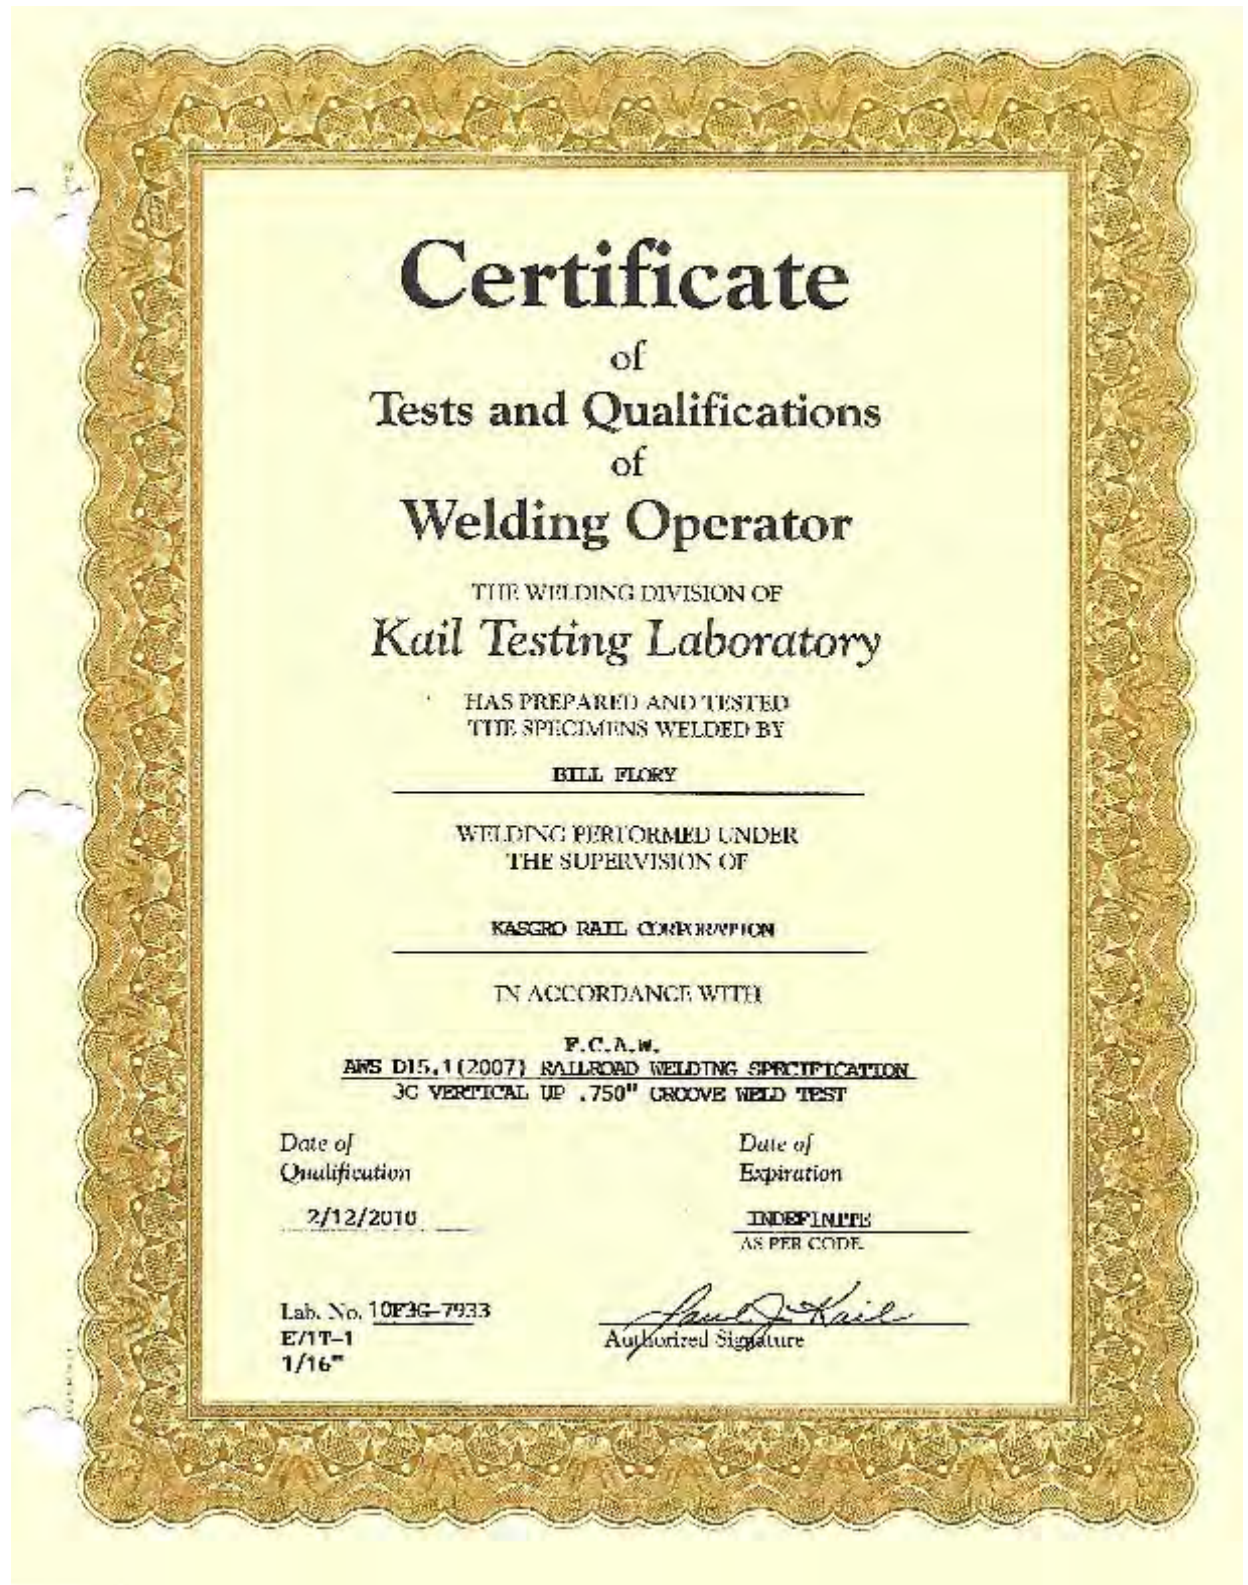 Certificate
of
Tests and Qualifications
of
Welding Operator
THE WELDING DIVISION OF
Kail Testing Laboratory
HAS PREPARED AND TESTED
THE SPECIMENS WELDED BY
BILL FLORY
WELDING PERFORMED UNDER
THE SUPERVISION OF
KASGRO RAIL CORPORATION
IN ACCORDANCE WITH
F.C.A.W.
AWS D15.1(2007) RAILROAD WELDING SPECIFICATION
3G VERTICAL UP .750" GROOVE WELD TEST
Date of Qualification
2/12/2010
Date of Expiration
INDEFINITE
AS PER CODE
Lab. No. 10F3G-7933
E71T-1
1/16"
Paul J. Kail
Authorized Signature